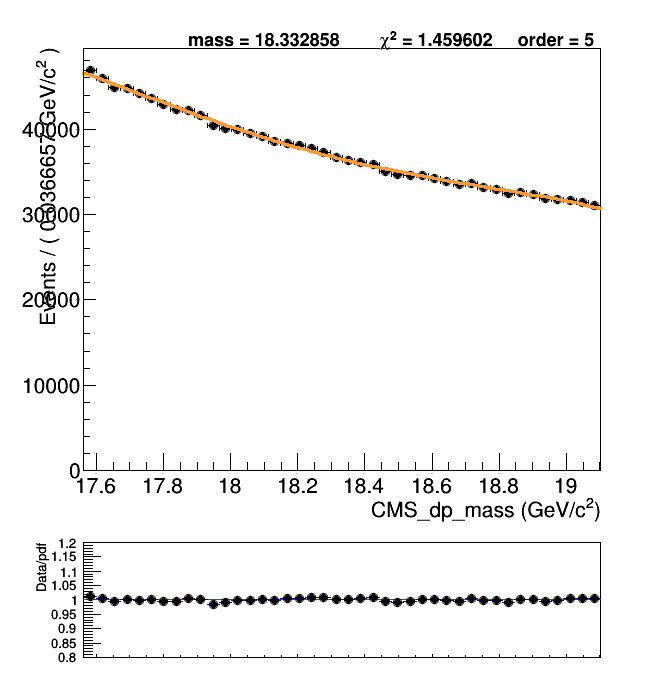 mass = 18.332858 χ² = 1.459602 order = 5
Events / ( 0.0366657 GeV/c² )
40000
30000
20000
10000
0
17.6 17.8 18 18.2 18.4 18.6 18.8 19
CMS_dp_mass (GeV/c²)
Data/pdf
1.2
1.15
1.1
1.05
1
0.95
0.9
0.85
0.8